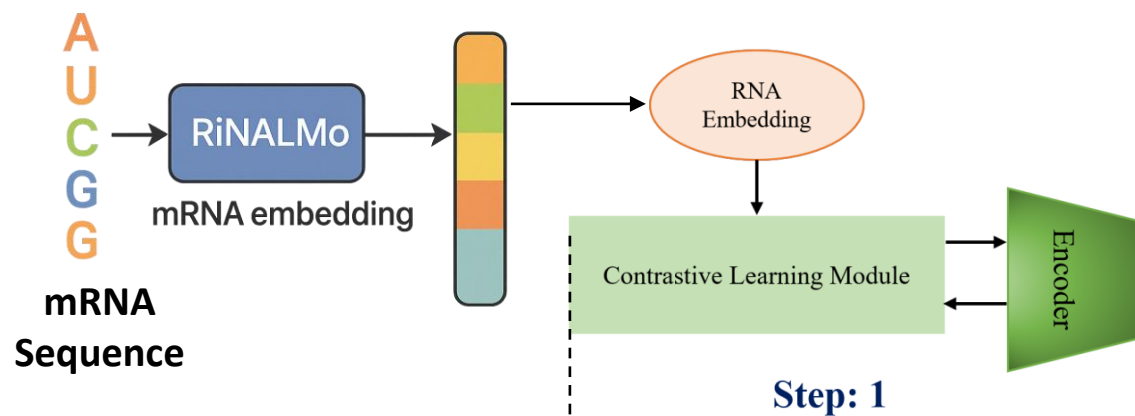 A
U
C
G
G
mRNA
Sequence
RiNALMo
mRNA embedding
RNA
Embedding
Contrastive Learning Module
Encoder
Step: 1